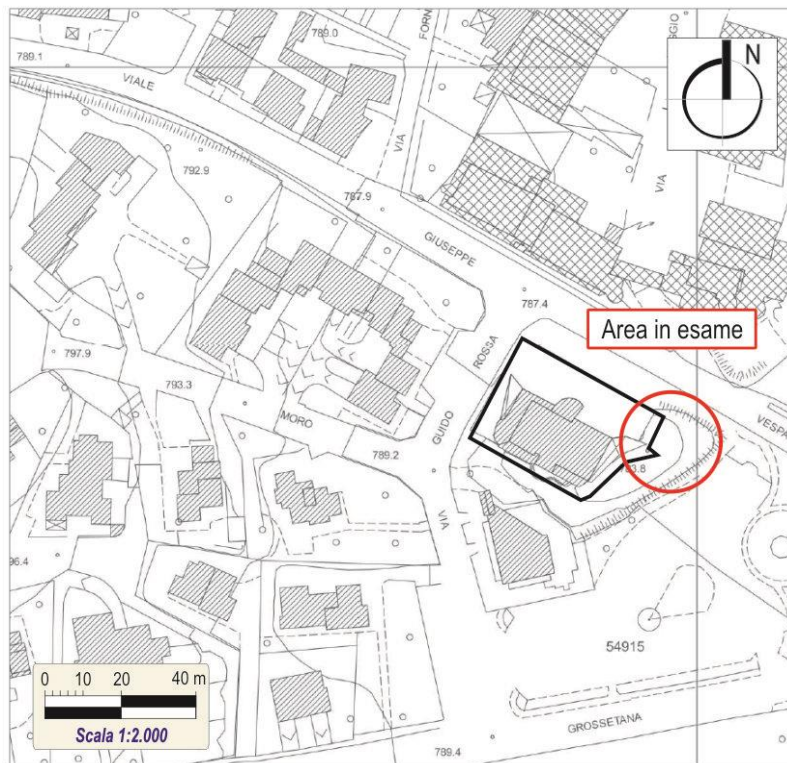 789.0
FORN
789.1
VIALE
VIA
N
792.9
787.9
VIA
GIUSEPPE
787.4
Area in esame
797.9
ROSSA
793.3
MORO
GUIDO
VESPA
789.2
VIA
54915
0 10 20 40 m
Scala 1:2.000
GROSSETANA
789.4